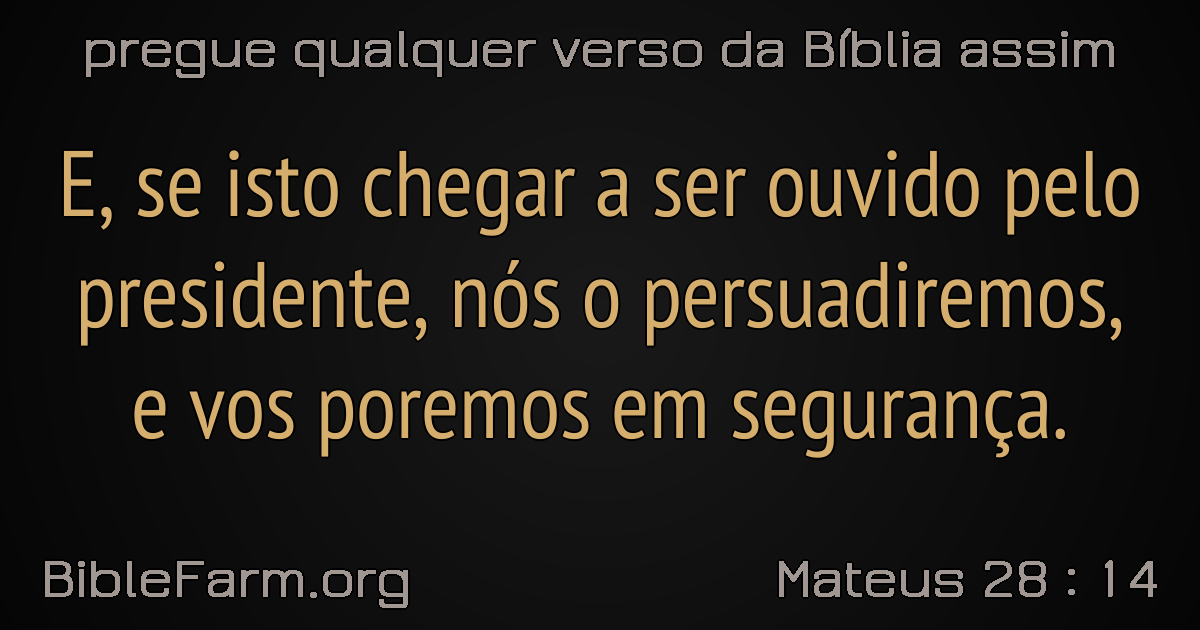 pregue qualquer verso da Bíblia assim
E, se isto chegar a ser ouvido pelo
presidente, nós o persuadiremos,
e vos poremos em segurança.
BibleFarm.org
Mateus 28 : 14